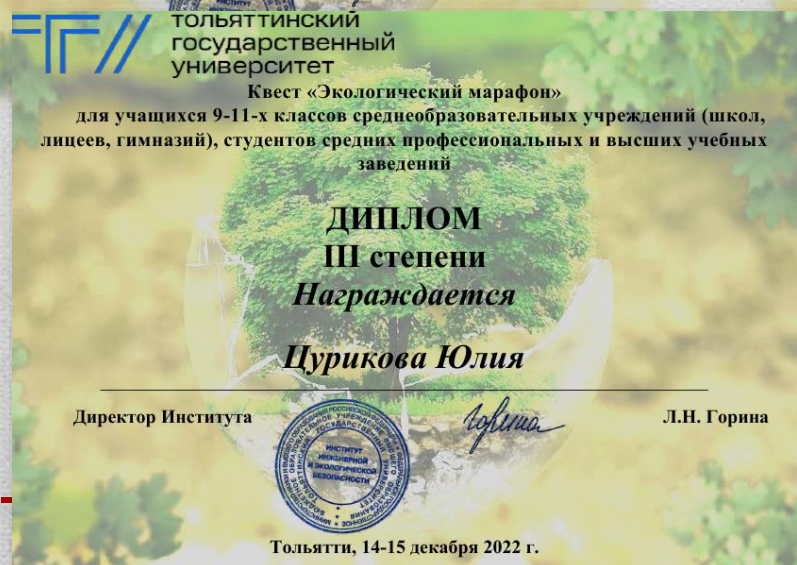 ТОЛЬЯТТИНСКИЙ
государственный
университет
Квест «Экологический марафон»
для учащихся 9-11-х классов среднеобразовательных учреждений (школ,
лицеев, гимназий), студентов средних профессиональных и высших учебных
заведений
ДИПЛОМ
III степени
Награждается
Цурикова Юлия
Директор Института
Л.Н. Горина
ИНСТИТУТ
ИНЖЕНЕРНОЙ
И ЭКОЛОГИЧЕСКОЙ
БЕЗОПАСНОСТИ
Тольятти, 14-15 декабря 2022 г.